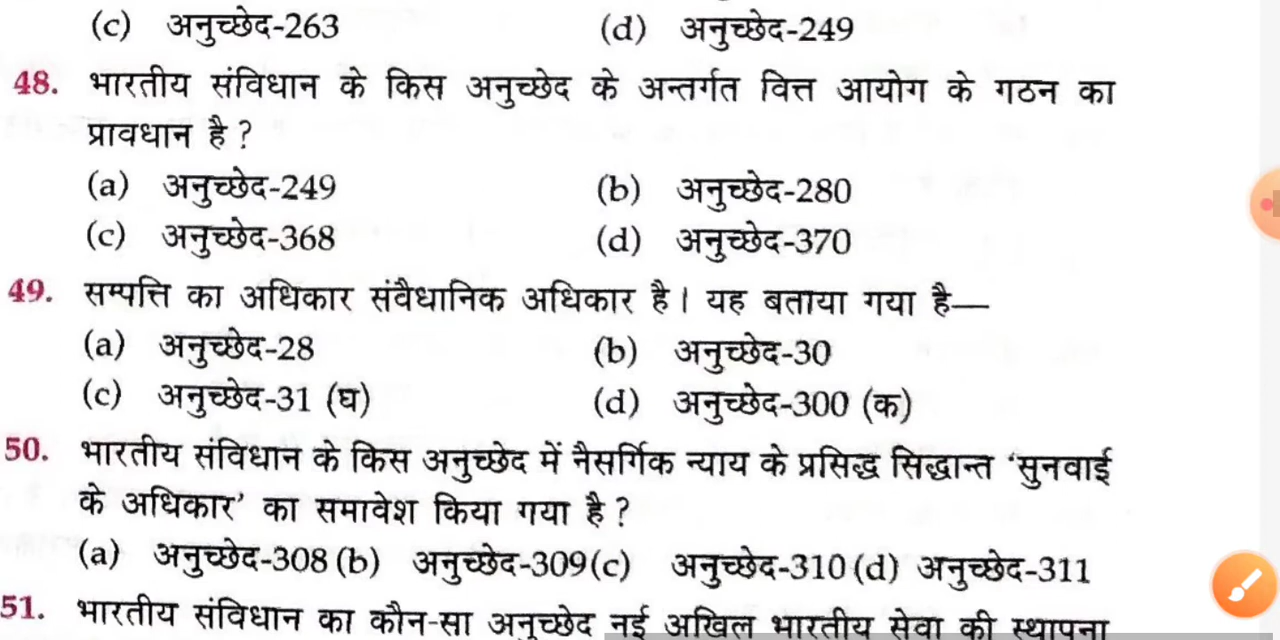 (c) अनुच्छेद-263 (d) अनुच्छेद-249
48. भारतीय संविधान के किस अनुच्छेद के अन्तर्गत वित्त आयोग के गठन का
प्रावधान है ?
(a) अनुच्छेद-249 (b) अनुच्छेद-280
(c) अनुच्छेद-368 (d) अनुच्छेद-370
49. सम्पत्ति का अधिकार संवैधानिक अधिकार है। यह बताया गया है—
(a) अनुच्छेद-28 (b) अनुच्छेद-30
(c) अनुच्छेद-31 (घ) (d) अनुच्छेद-300 (क)
50. भारतीय संविधान के किस अनुच्छेद में नैसर्गिक न्याय के प्रसिद्ध सिद्धान्त ‘सुनवाई
के अधिकार’ का समावेश किया गया है ?
(a) अनुच्छेद-308 (b) अनुच्छेद-309 (c) अनुच्छेद-310 (d) अनुच्छेद-311
51. भारतीय संविधान का कौन-सा अनुच्छेद नई अखिल भारतीय सेवा की स्थापना